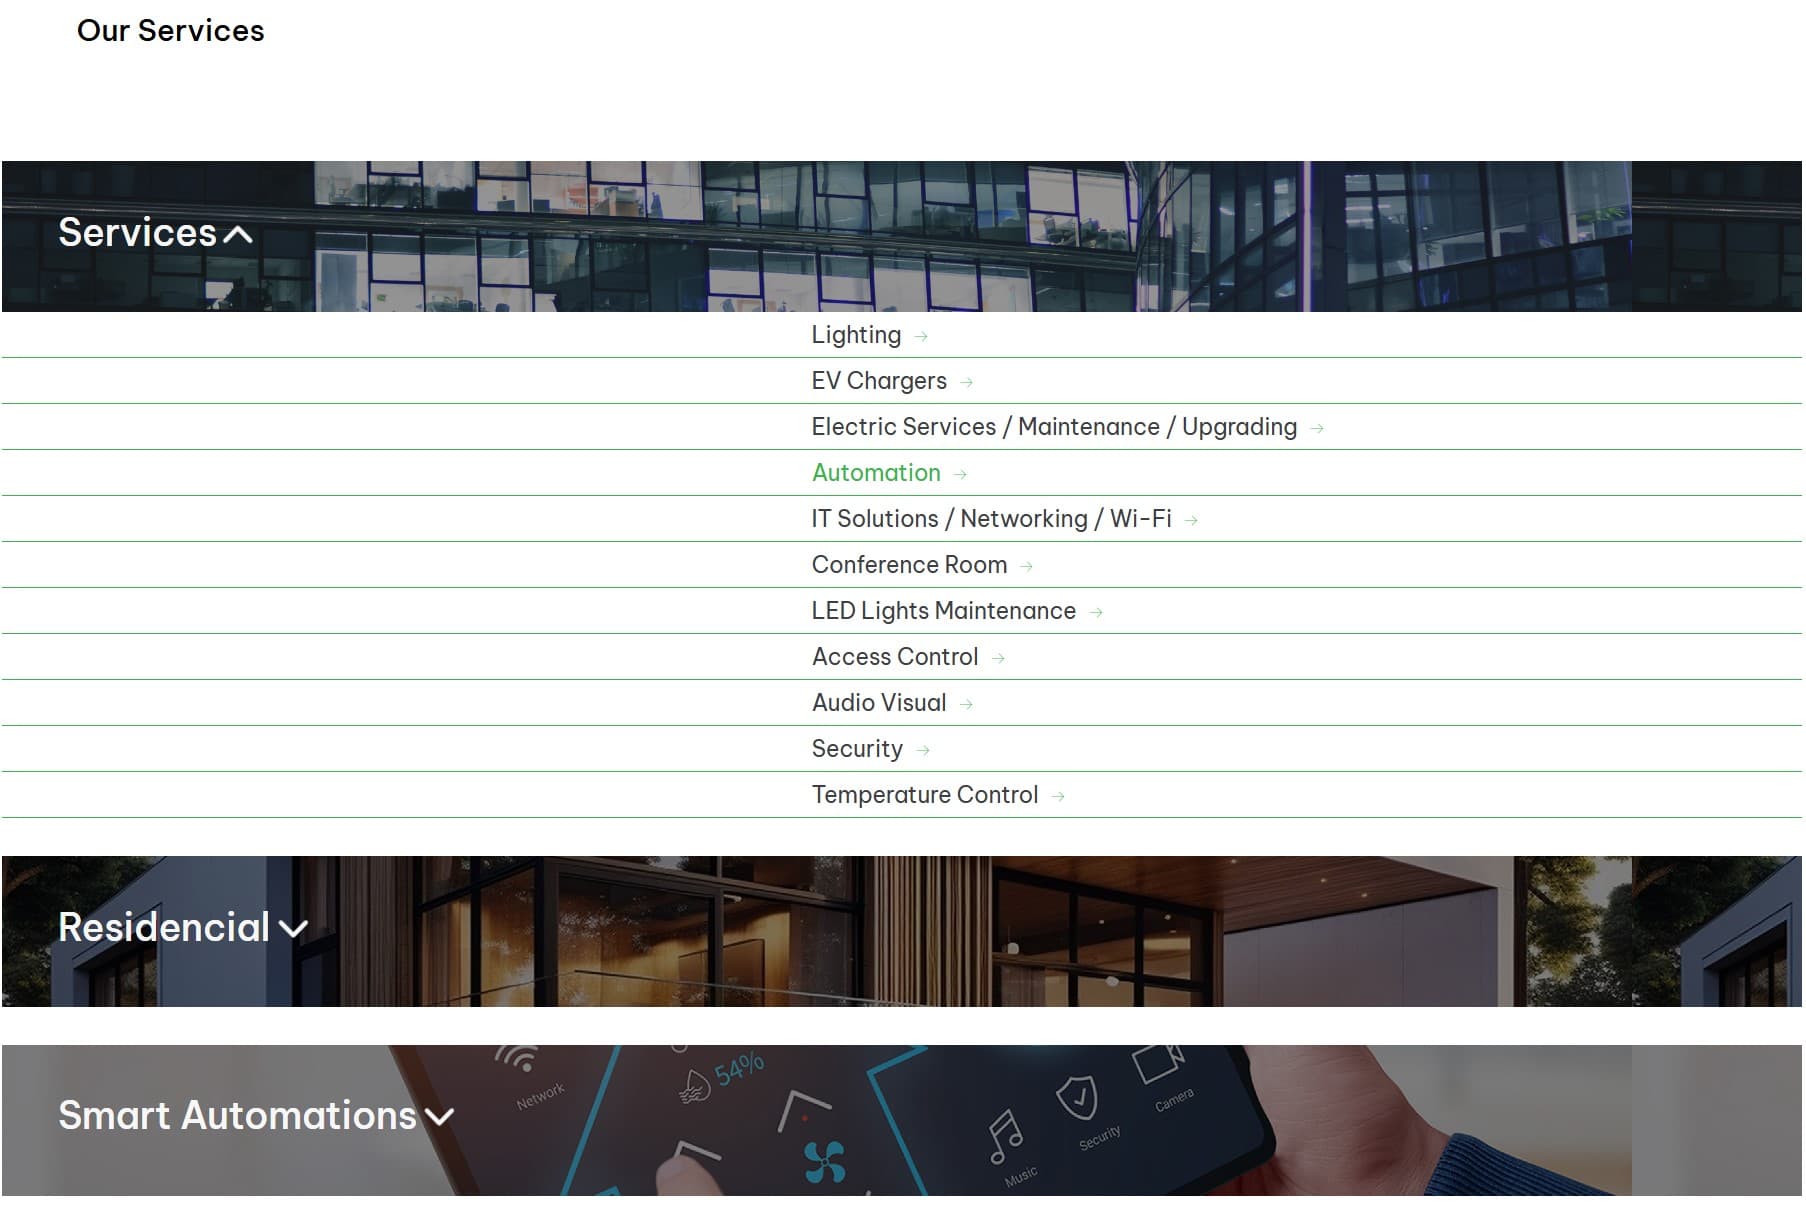 Our Services
Services
Lighting
EV Chargers
Electric Services / Maintenance / Upgrading
Automation
IT Solutions / Networking / Wi-Fi
Conference Room
LED Lights Maintenance
Access Control
Audio Visual
Security
Temperature Control
Residencial
Smart Automations
Network
54%
Music
Security
Camera